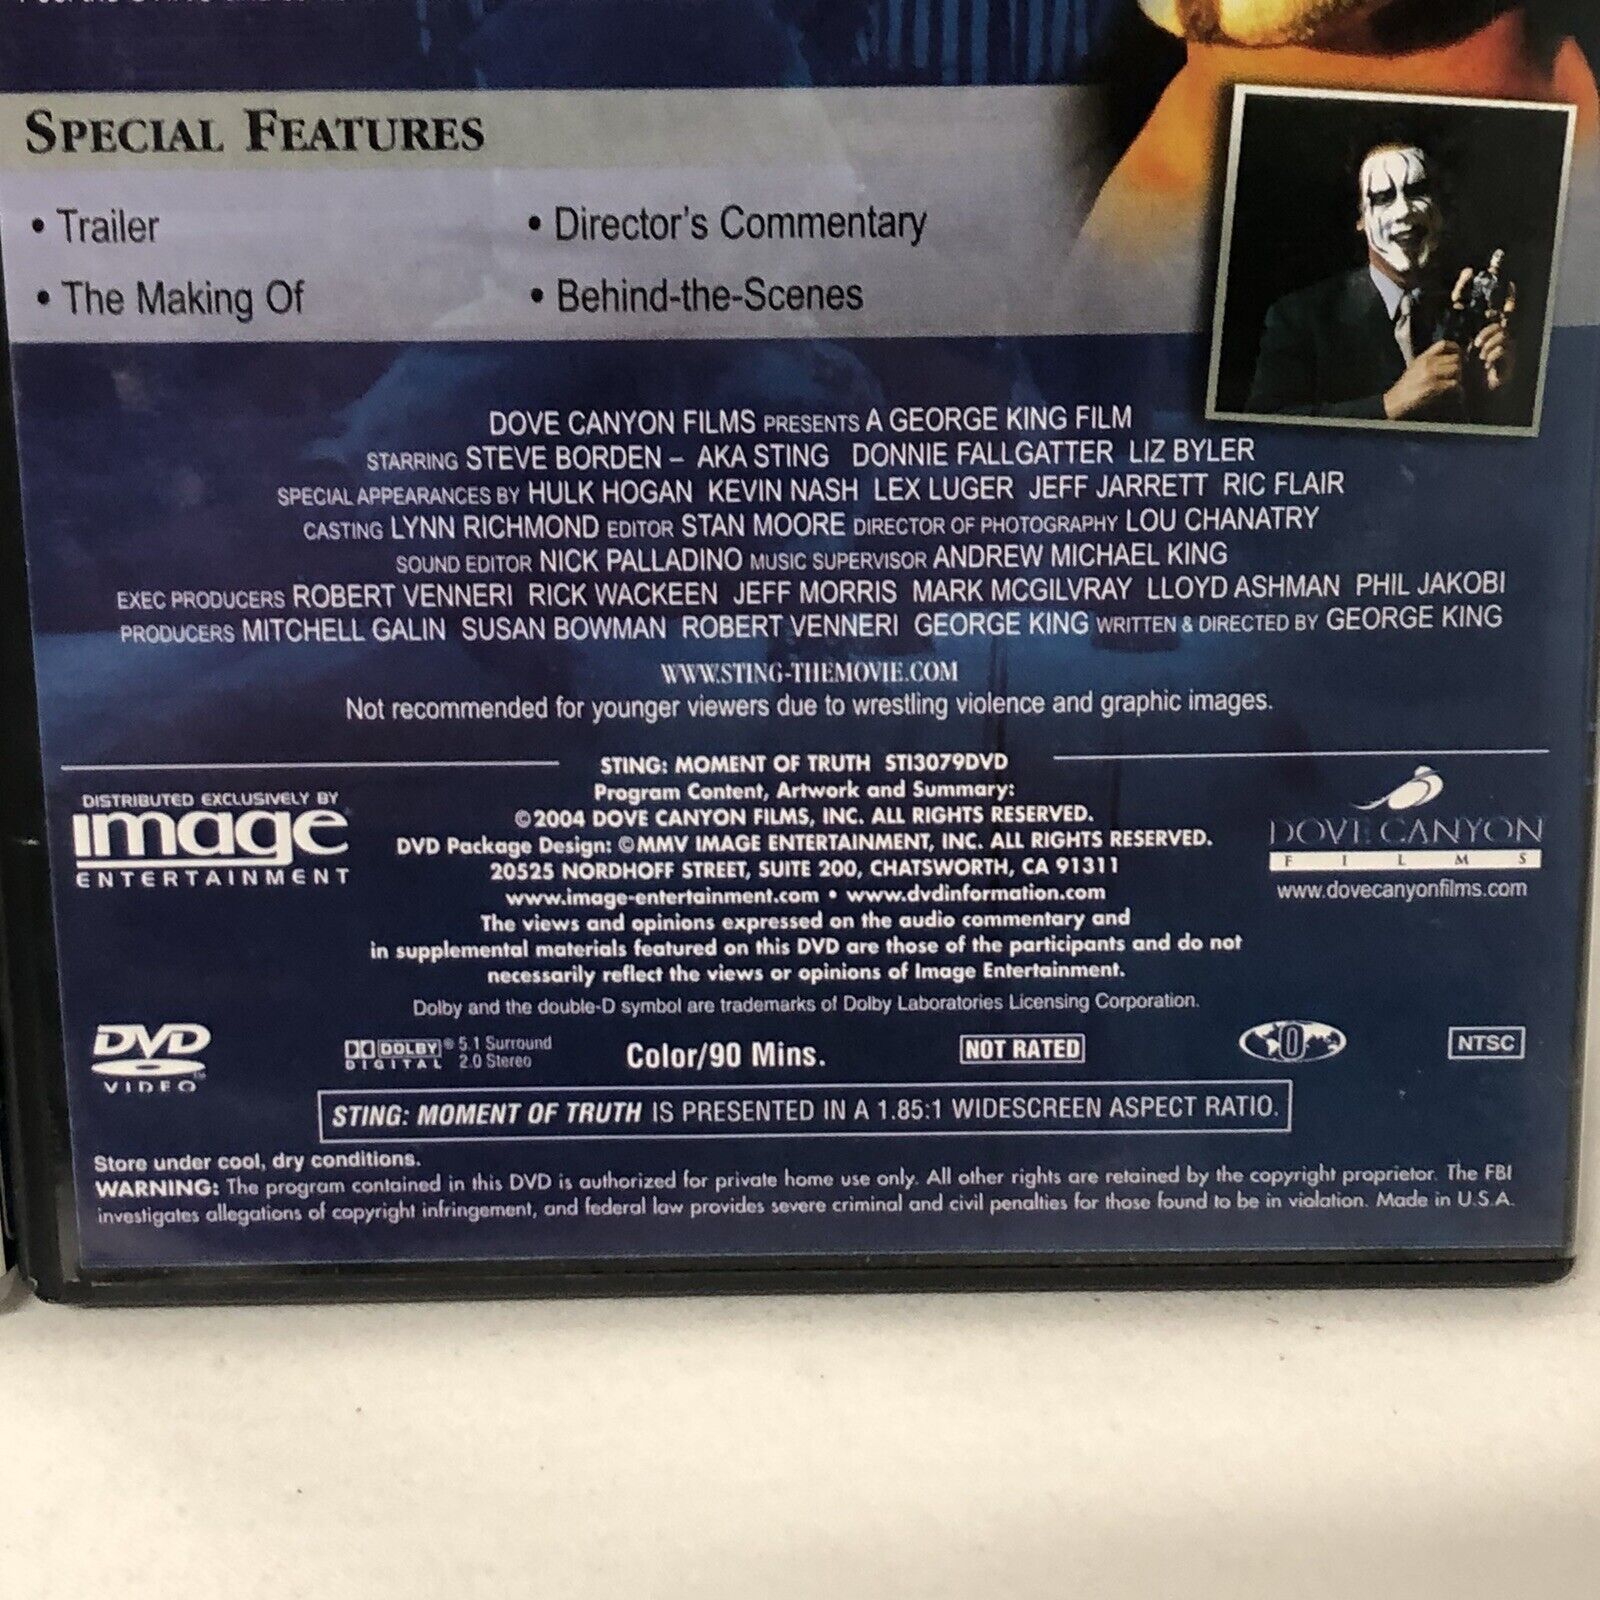 SPECIAL FEATURES
• Trailer
• Director's Commentary
• The Making Of
• Behind-the-Scenes
DOVE CANYON FILMS PRESENTS A GEORGE KING FILM
STARRING STEVE BORDEN – AKA STING DONNIE FALLGATTER LIZ BYLER
SPECIAL APPEARANCES BY HULK HOGAN KEVIN NASH LEX LUGER JEFF JARRETT RIC FLAIR
CASTING LYNN RICHMOND EDITOR STAN MOORE DIRECTOR OF PHOTOGRAPHY LOU CHANATRY
SOUND EDITOR NICK PALLADINO MUSIC SUPERVISOR ANDREW MICHAEL KING
EXEC PRODUCERS ROBERT VENNERI RICK WACKEEN JEFF MORRIS MARK MCGILVRAY LLOYD ASHMAN PHIL JAKOBI
PRODUCERS MITCHELL GALIN SUSAN BOWMAN ROBERT VENNERI GEORGE KING WRITTEN & DIRECTED BY GEORGE KING
WWW.STING-THEMOVIE.COM
Not recommended for younger viewers due to wrestling violence and graphic images.
DISTRIBUTED EXCLUSIVELY BY
image®
ENTERTAINMENT
STING: MOMENT OF TRUTH STI3079DVD
Program Content, Artwork and Summary:
©2004 DOVE CANYON FILMS, INC. ALL RIGHTS RESERVED.
DVD Package Design: ©MMV IMAGE ENTERTAINMENT, INC. ALL RIGHTS RESERVED.
20525 NORDHOFF STREET, SUITE 200, CHATSWORTH, CA 91311
www.image-entertainment.com • www.dvdinformation.com
The views and opinions expressed on the audio commentary and
in supplemental materials featured on this DVD are those of the participants and do not
necessarily reflect the views or opinions of Image Entertainment.
Dolby and the double-D symbol are trademarks of Dolby Laboratories Licensing Corporation.
DOVE CANYON
FILMS
www.dovecanyonfilms.com
DVD
VIDEO™
DOLBY®
DIGITAL
5.1 Surround
2.0 Stereo
Color/90 Mins.
NOT RATED
0
NTSC
STING: MOMENT OF TRUTH IS PRESENTED IN A 1.85:1 WIDESCREEN ASPECT RATIO.
Store under cool, dry conditions.
WARNING: The program contained in this DVD is authorized for private home use only. All other rights are retained by the copyright proprietor. The FBI
investigates allegations of copyright infringement, and federal law provides severe criminal and civil penalties for those found to be in violation. Made in U.S.A.